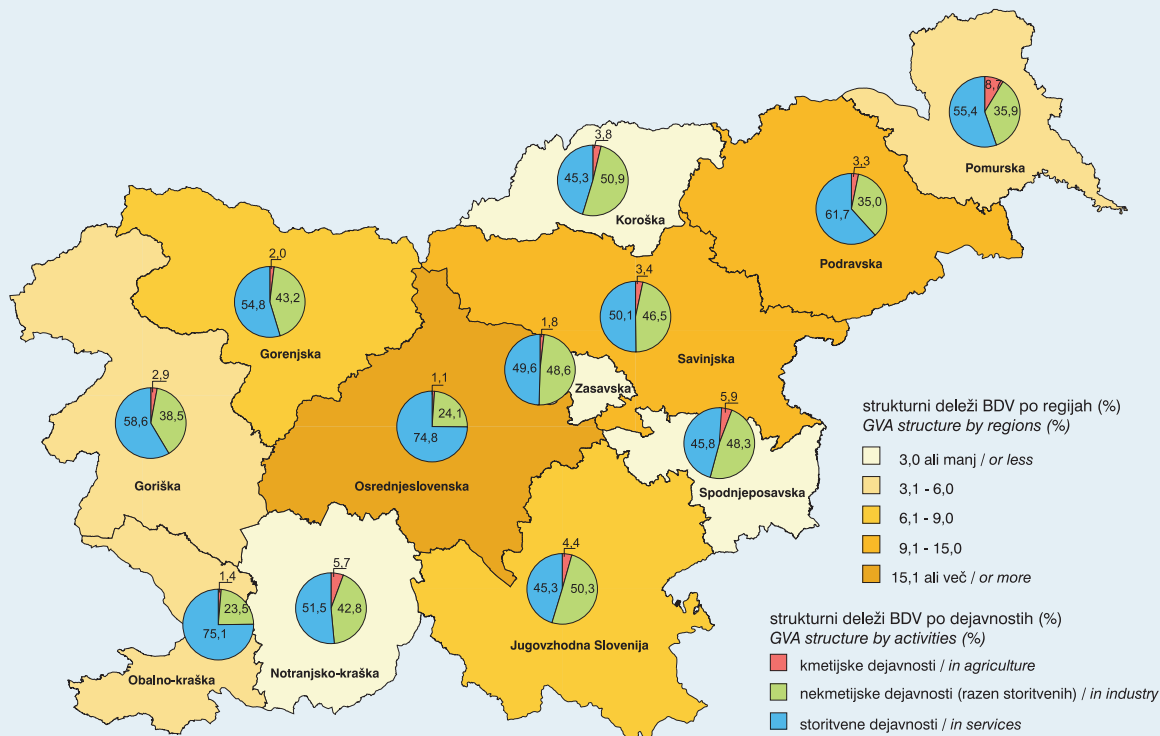 8,7
55,4
35,9
Pomurska
3,8
45,3
50,9
Koroška
3,3
35,0
61,7
Podravska
2,0
54,8
43,2
Gorenjska
3,4
50,1
46,5
Savinjska
1,8
49,6
48,6
Zasavska
2,9
58,6
38,5
Goriška
1,1
24,1
74,8
Osrednjeslovenska
5,9
45,8
48,3
Spodnjeposavska
1,4
23,5
75,1
Obalno-kraška
5,7
51,5
42,8
Notranjsko-kraška
4,4
45,3
50,3
Jugovzhodna Slovenija
strukturni deleži BDV po regijah (%)
GVA structure by regions (%)
3,0 ali manj / or less
3,1 - 6,0
6,1 - 9,0
9,1 - 15,0
15,1 ali več / or more
strukturni deleži BDV po dejavnostih (%)
GVA structure by activities (%)
kmetijske dejavnosti / in agriculture
nekmetijske dejavnosti (razen storitvenih) / in industry
storitvene dejavnosti / in services